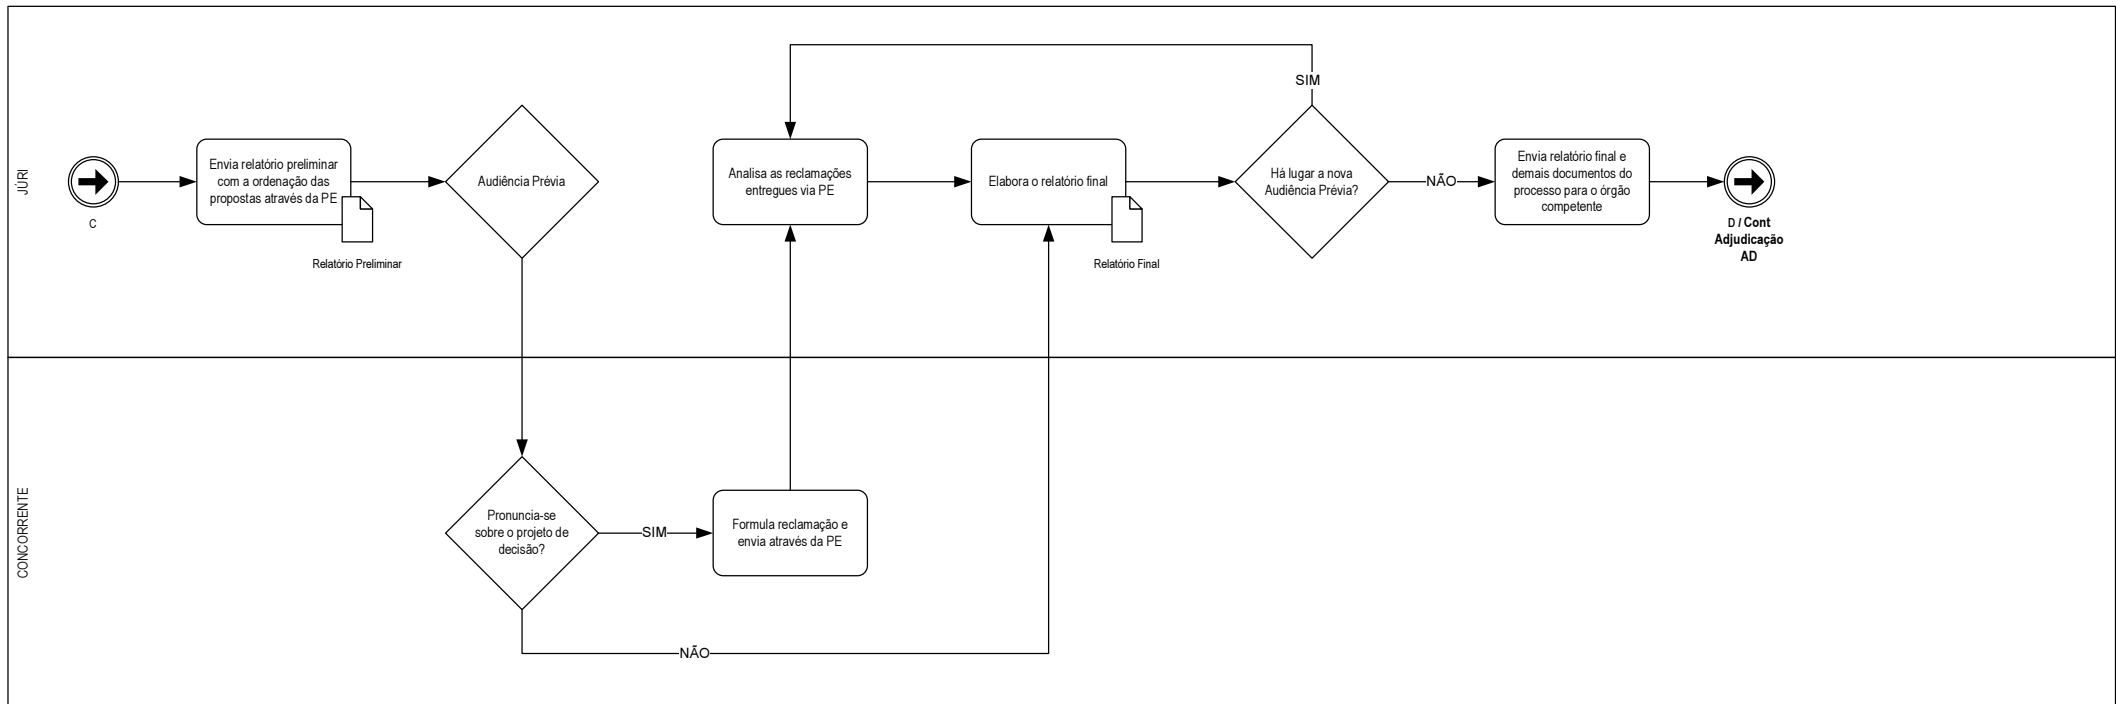 JÚRI
C
Envia relatório preliminar
com a ordenação das
propostas através da PE
Relatório Preliminar
Audiência Prévia
Analisa as reclamações
entregues via PE
Elabora o relatório final
Relatório Final
SIM
Há lugar a nova
Audiência Prévia?
NÃO
Envia relatório final e
demais documentos do
processo para o órgão
competente
D / Cont
Adjudicação
AD
CONCORRENTE
Pronuncia-se
sobre o projeto de
decisão?
SIM
Formula reclamação e
envia através da PE
NÃO